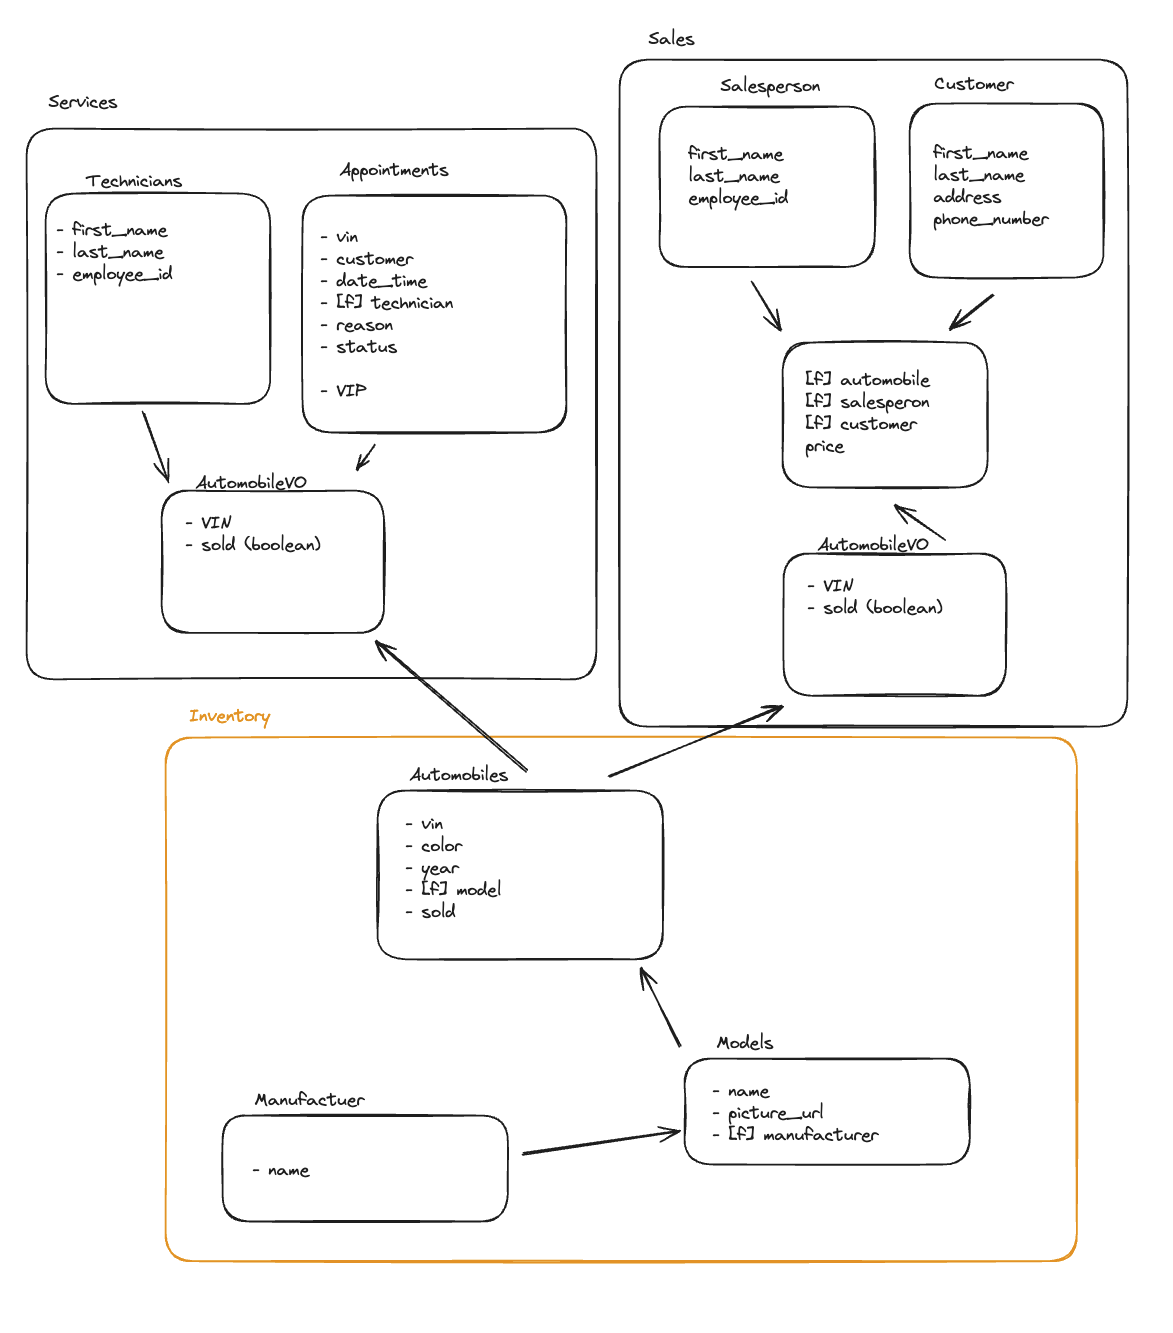 Sales
Salesperson
Customer
first_name
last_name
employee_id
first_name
last_name
address
phone_number
[f] automobile
[f] salesperon
[f] customer
price
AutomobileVO
- VIN
- sold (boolean)
Services
Technicians
- first_name
- last_name
- employee_id
Appointments
- vin
- customer
- date_time
- [f] technician
- reason
- status
- VIP
AutomobileVO
- VIN
- sold (boolean)
Inventory
Automobiles
- vin
- color
- year
- [f] model
- sold
Models
- name
- picture_url
- [f] manufacturer
Manufactuer
- name